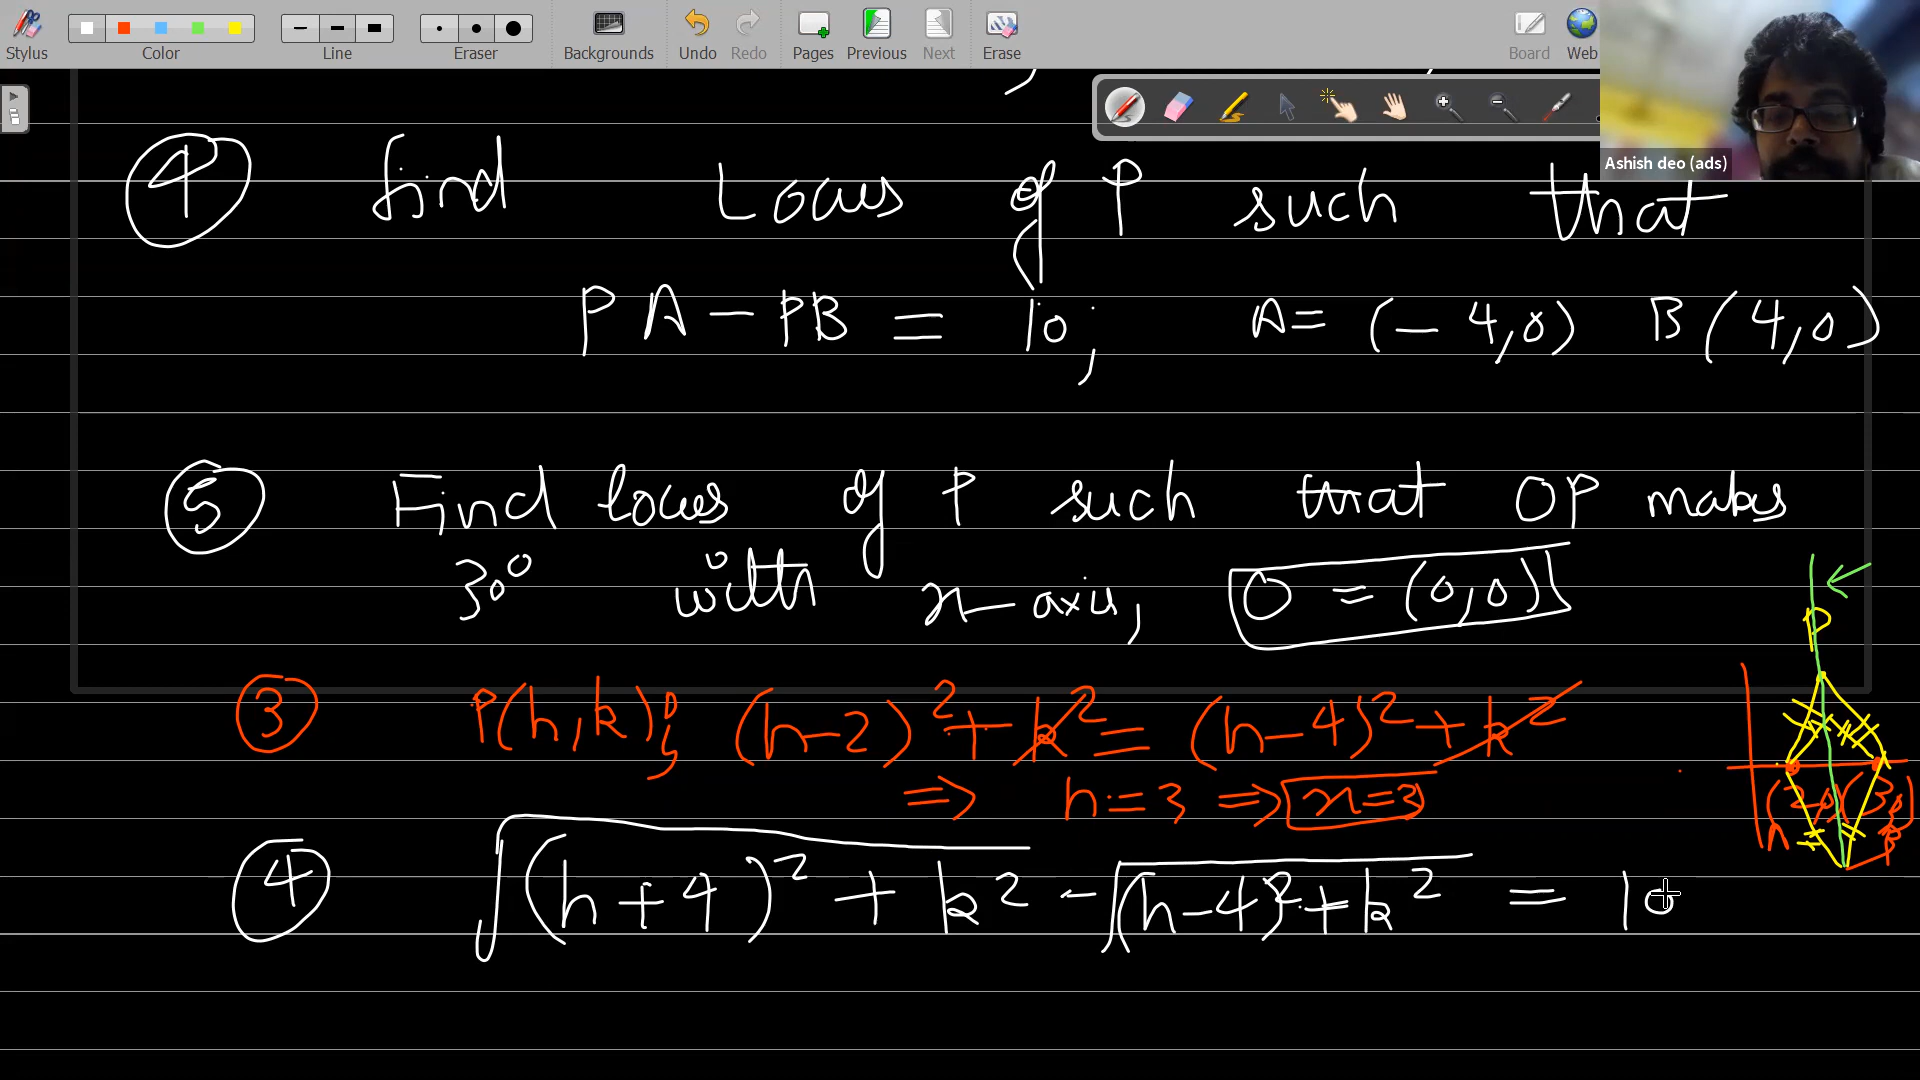 Stylus Color Line Eraser Backgrounds Undo Redo Pages Previous Next Erase Board Web
Ashish deo (ads)
④ find Locus of P such that
PA - PB = 10; A = (-4,0) B(4,0)
⑤ Find locus of P such that OP makes
30° with x-axis, O = (0,0)
③ P(h,k); (h-2)²+k² = (h-4)²+k²
⇒ h=3 ⇒ x=3
P
(2,0) (3,0)
A B
④ √(h+4)²+k² - √(h-4)²+k² = 10